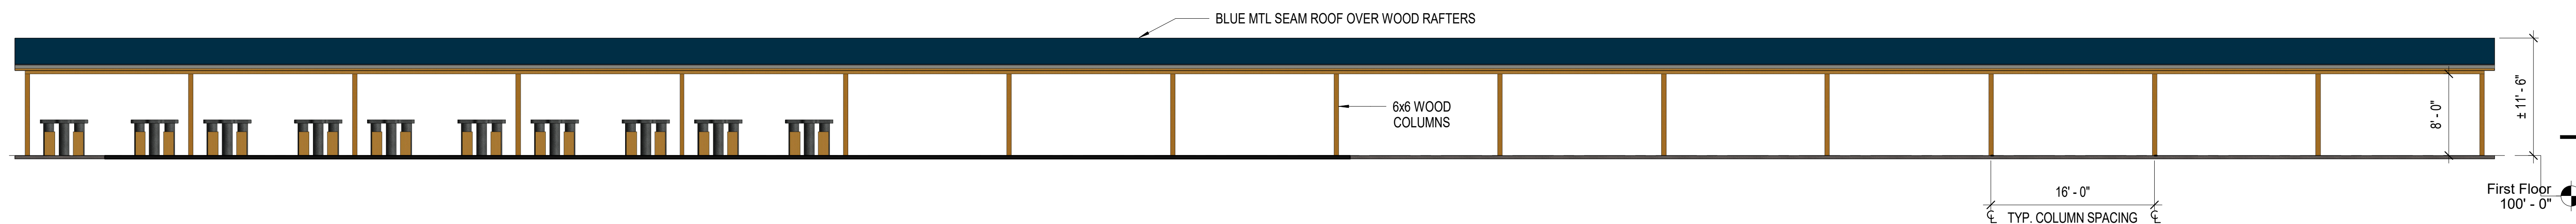 BLUE MTL SEAM ROOF OVER WOOD RAFTERS
6x6 WOOD
COLUMNS
8' - 0"
± 11' - 6"
16' - 0"
℄ TYP. COLUMN SPACING ℄
First Floor
100' - 0"